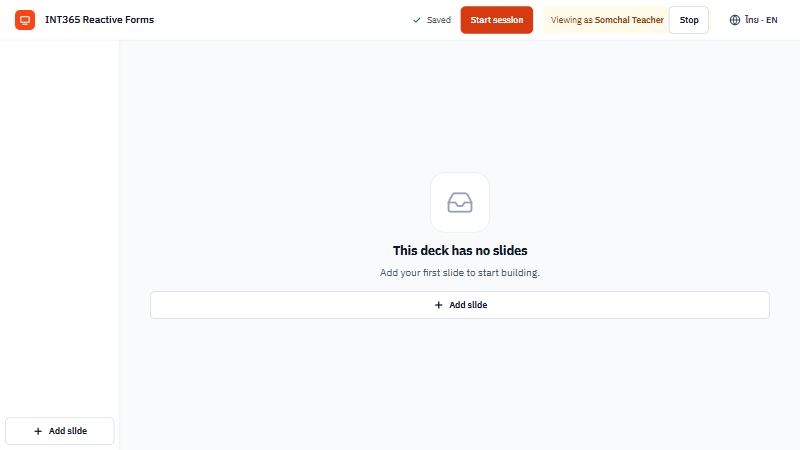 INT365 Reactive Forms
Saved
Start session
Viewing as Somchai Teacher
Stop
ไทย · EN
This deck has no slides
Add your first slide to start building.
Add slide
Add slide